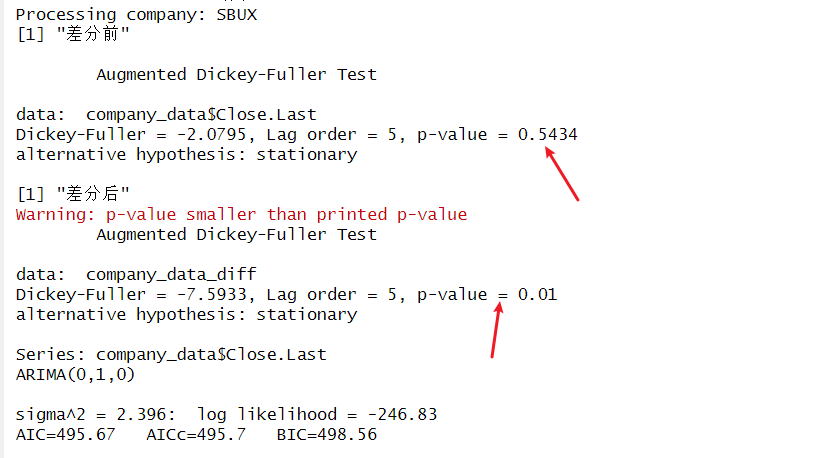 Processing company: SBUX
[1] "差分前"
Augmented Dickey-Fuller Test
data:  company_data$Close.Last
Dickey-Fuller = -2.0795, Lag order = 5, p-value = 0.5434
alternative hypothesis: stationary
[1] "差分后"
Warning: p-value smaller than printed p-value
Augmented Dickey-Fuller Test
data:  company_data_diff
Dickey-Fuller = -7.5933, Lag order = 5, p-value = 0.01
alternative hypothesis: stationary
Series: company_data$Close.Last
ARIMA(0,1,0)
sigma^2 = 2.396:  log likelihood = -246.83
AIC=495.67   AICc=495.7   BIC=498.56